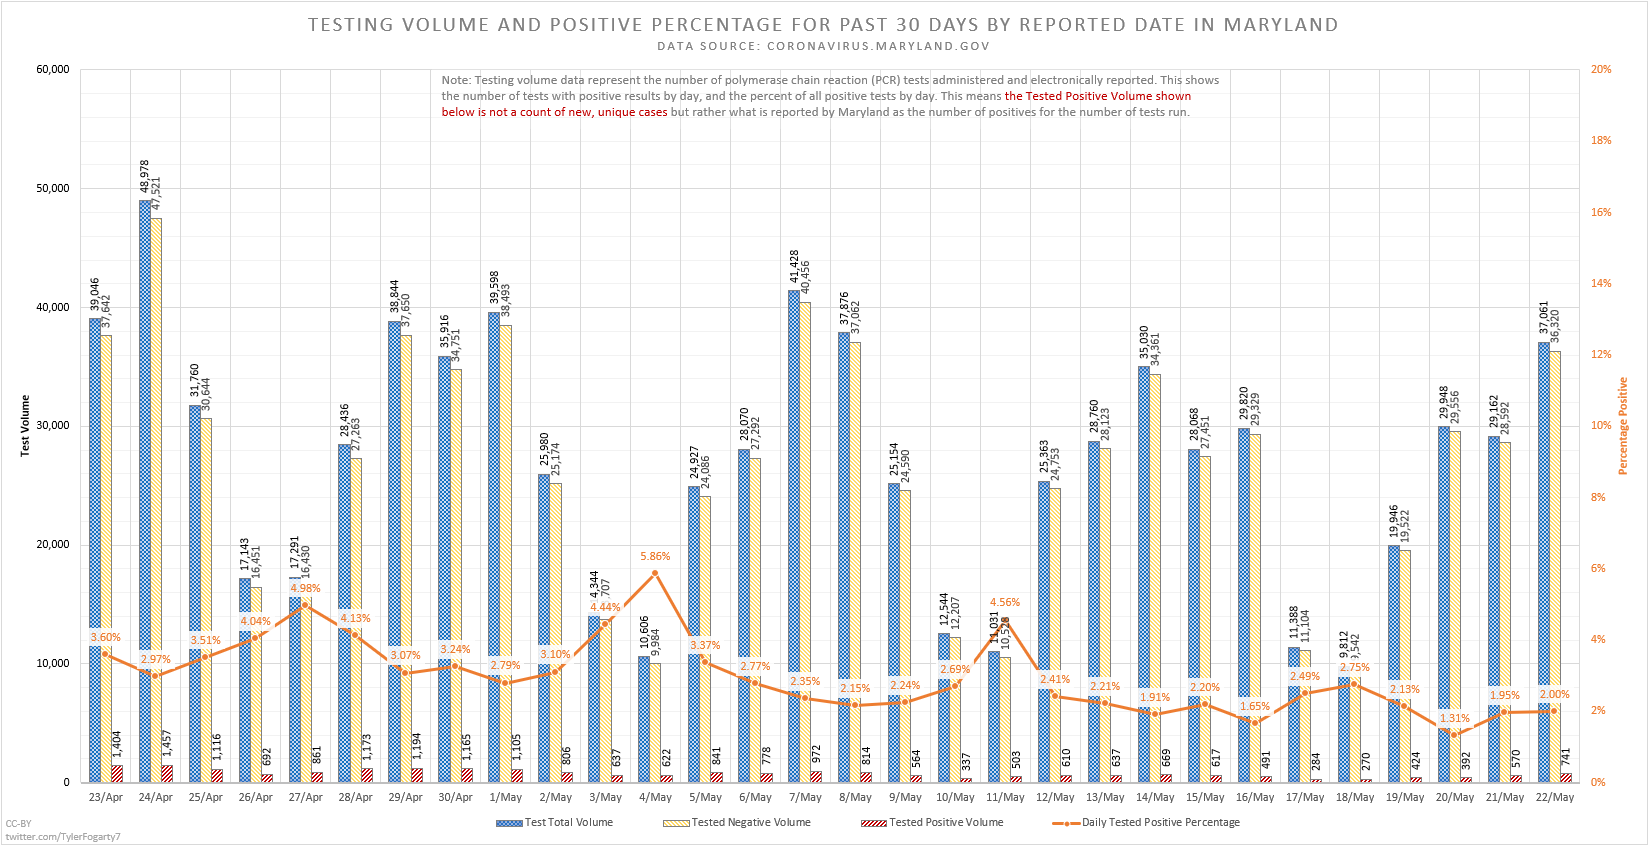 TESTING VOLUME AND POSITIVE PERCENTAGE FOR PAST 30 DAYS BY REPORTED DATE IN MARYLAND
DATA SOURCE: CORONAVIRUS.MARYLAND.GOV
Note: Testing volume data represent the number of polymerase chain reaction (PCR) tests administered and electronically reported. This shows
the number of tests with positive results by day, and the percent of all positive tests by day. This means the Tested Positive Volume shown
below is not a count of new, unique cases but rather what is reported by Maryland as the number of positives for the number of tests run.
60,000
50,000
40,000
30,000
20,000
10,000
0
Test Volume
20%
18%
16%
14%
12%
10%
8%
6%
4%
2%
0%
Percentage Positive
39,046 37,642 3.60% 1,404
48,978 47,521 2.97% 1,457
31,760 30,644 3.51% 1,116
17,143 16,451 4.04% 692
17,291 16,430 4.98% 861
28,436 27,263 4.13% 1,173
38,844 37,650 3.07% 1,194
35,916 34,751 3.24% 1,165
39,598 38,493 2.79% 1,105
25,980 25,174 3.10% 806
4,344 707 4.44% 637
10,606 9,984 5.86% 622
24,927 24,086 3.37% 841
28,070 27,292 2.77% 778
41,428 40,456 2.35% 972
37,876 37,062 2.15% 814
25,154 24,590 2.24% 564
12,544 12,207 2.69% 337
11,031 10,528 4.56% 503
25,363 24,753 2.41% 610
28,760 28,123 2.21% 637
35,030 34,361 1.91% 669
28,068 27,451 2.20% 617
29,820 29,329 1.65% 491
11,388 11,104 2.49% 284
9,812 9,542 2.75% 270
19,946 19,522 2.13% 424
29,948 29,556 1.31% 392
29,162 28,592 1.95% 570
37,061 36,320 2.00% 741
23/Apr 24/Apr 25/Apr 26/Apr 27/Apr 28/Apr 29/Apr 30/Apr 1/May 2/May 3/May 4/May 5/May 6/May 7/May 8/May 9/May 10/May 11/May 12/May 13/May 14/May 15/May 16/May 17/May 18/May 19/May 20/May 21/May 22/May
Test Total Volume Tested Negative Volume Tested Positive Volume Daily Tested Positive Percentage
CC-BY
twitter.com/TylerFogarty7